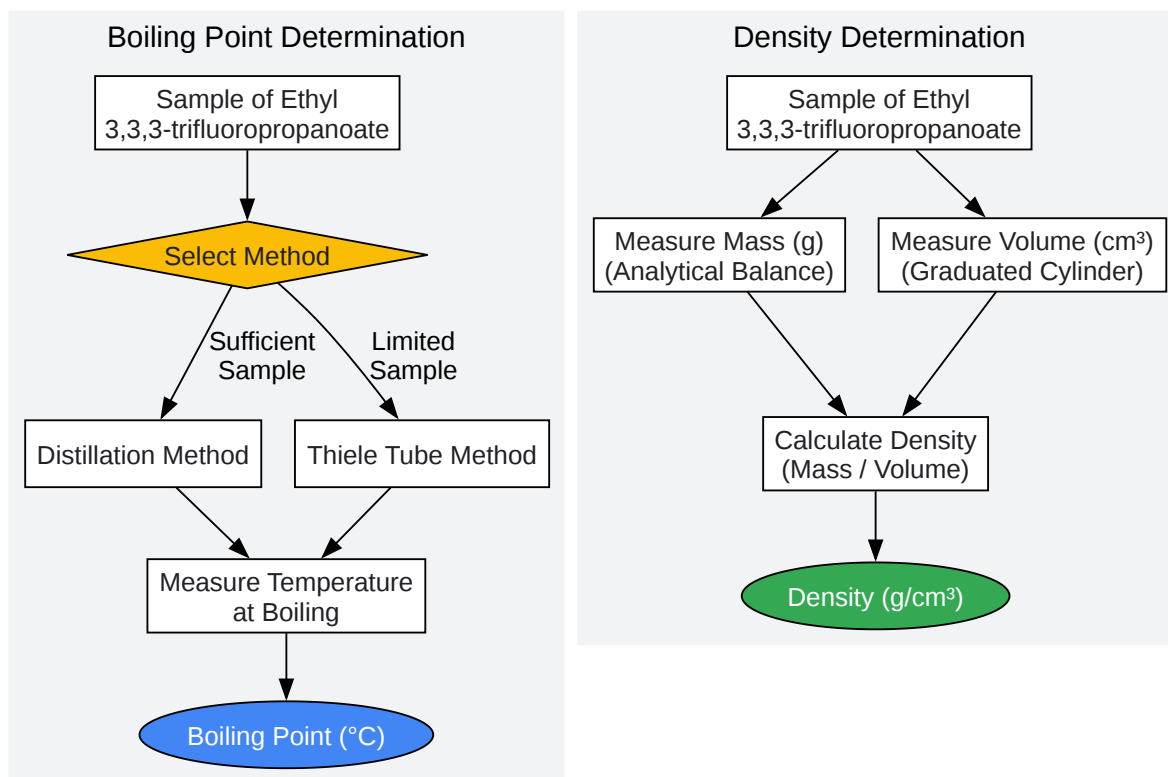 Boiling Point Determination
Sample of Ethyl
3,3,3-trifluoropropanoate
Select Method
Sufficient
Sample
Limited
Sample
Distillation Method
Thiele Tube Method
Measure Temperature
at Boiling
Boiling Point (°C)
Density Determination
Sample of Ethyl
3,3,3-trifluoropropanoate
Measure Mass (g)
(Analytical Balance)
Measure Volume (cm³)
(Graduated Cylinder)
Calculate Density
(Mass / Volume)
Density (g/cm³)